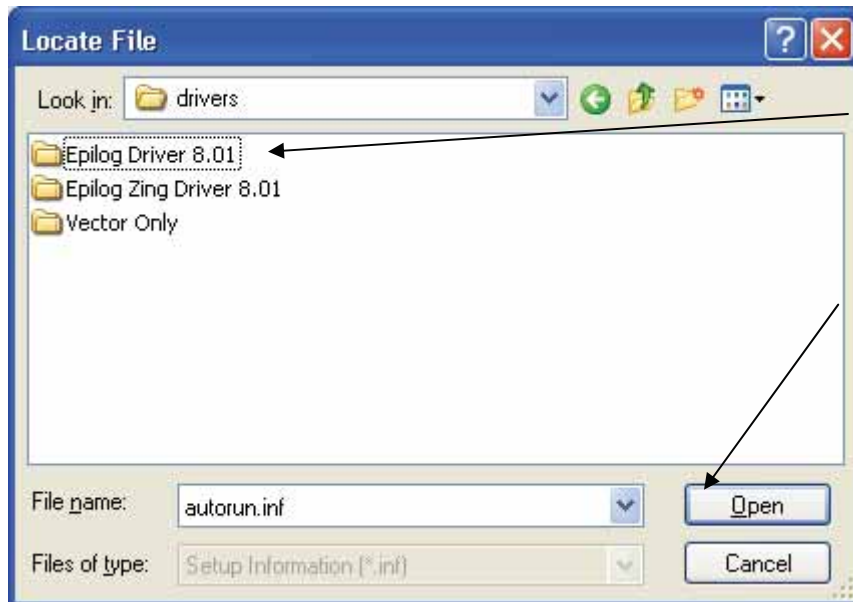 Locate File
Look in: drivers
Epilog Driver 8.01
Epilog Zing Driver 8.01
Vector Only
File name: autorun.inf Open
Files of type: Setup Information (*.inf) Cancel